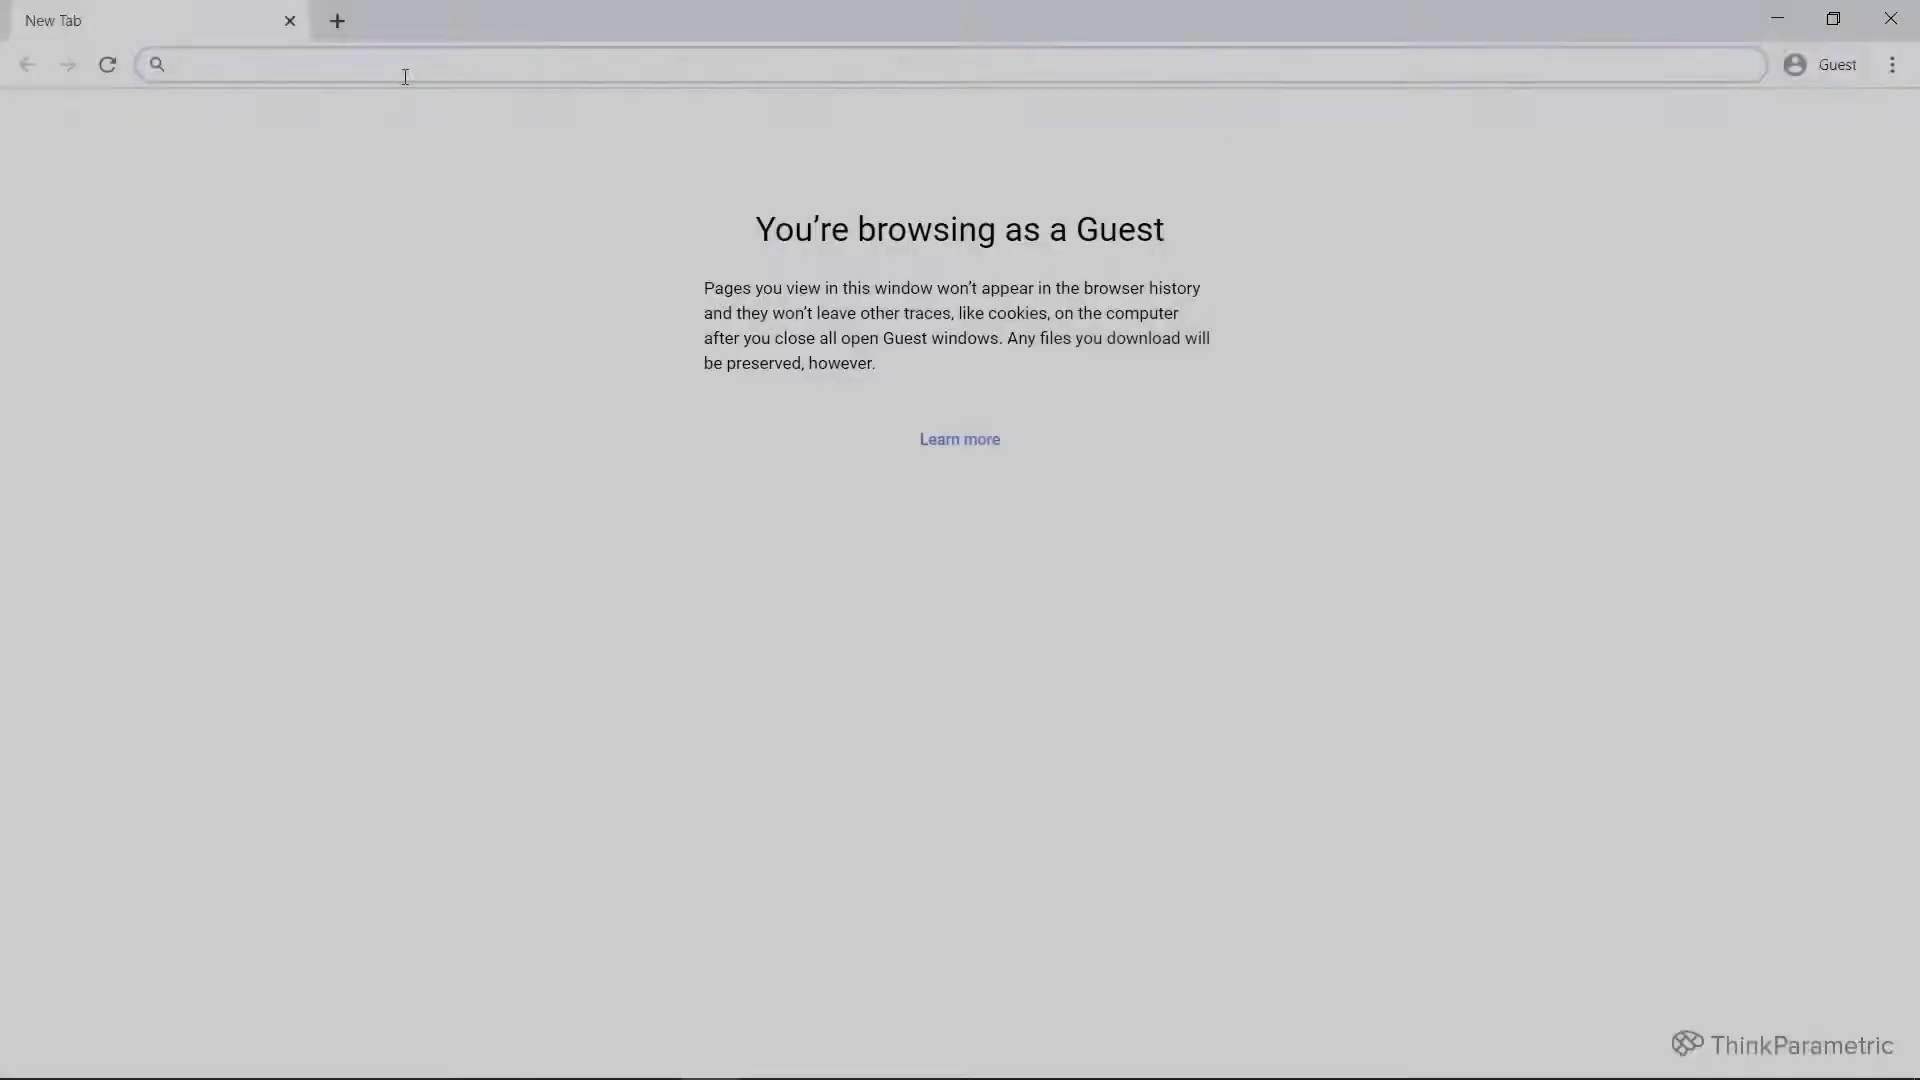 New Tab
Guest
You’re browsing as a Guest
Pages you view in this window won’t appear in the browser history
and they won’t leave other traces, like cookies, on the computer
after you close all open Guest windows. Any files you download will
be preserved, however.
Learn more
ThinkParametric